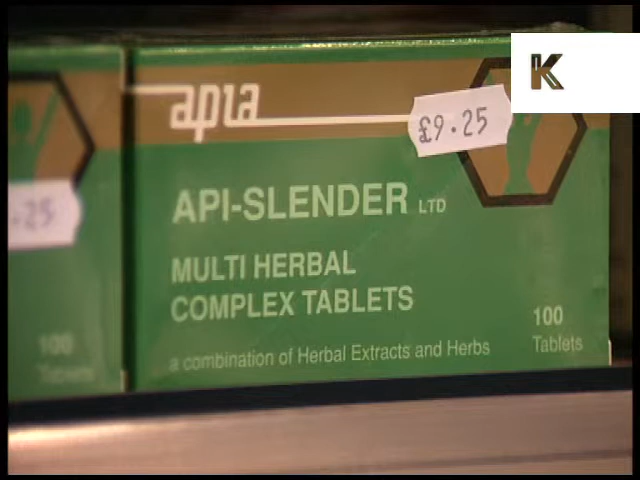 K
apia
£9.25
API-SLENDER LTD
MULTI HERBAL
COMPLEX TABLETS
a combination of Herbal Extracts and Herbs
100
Tablets
.25
100
Tablets